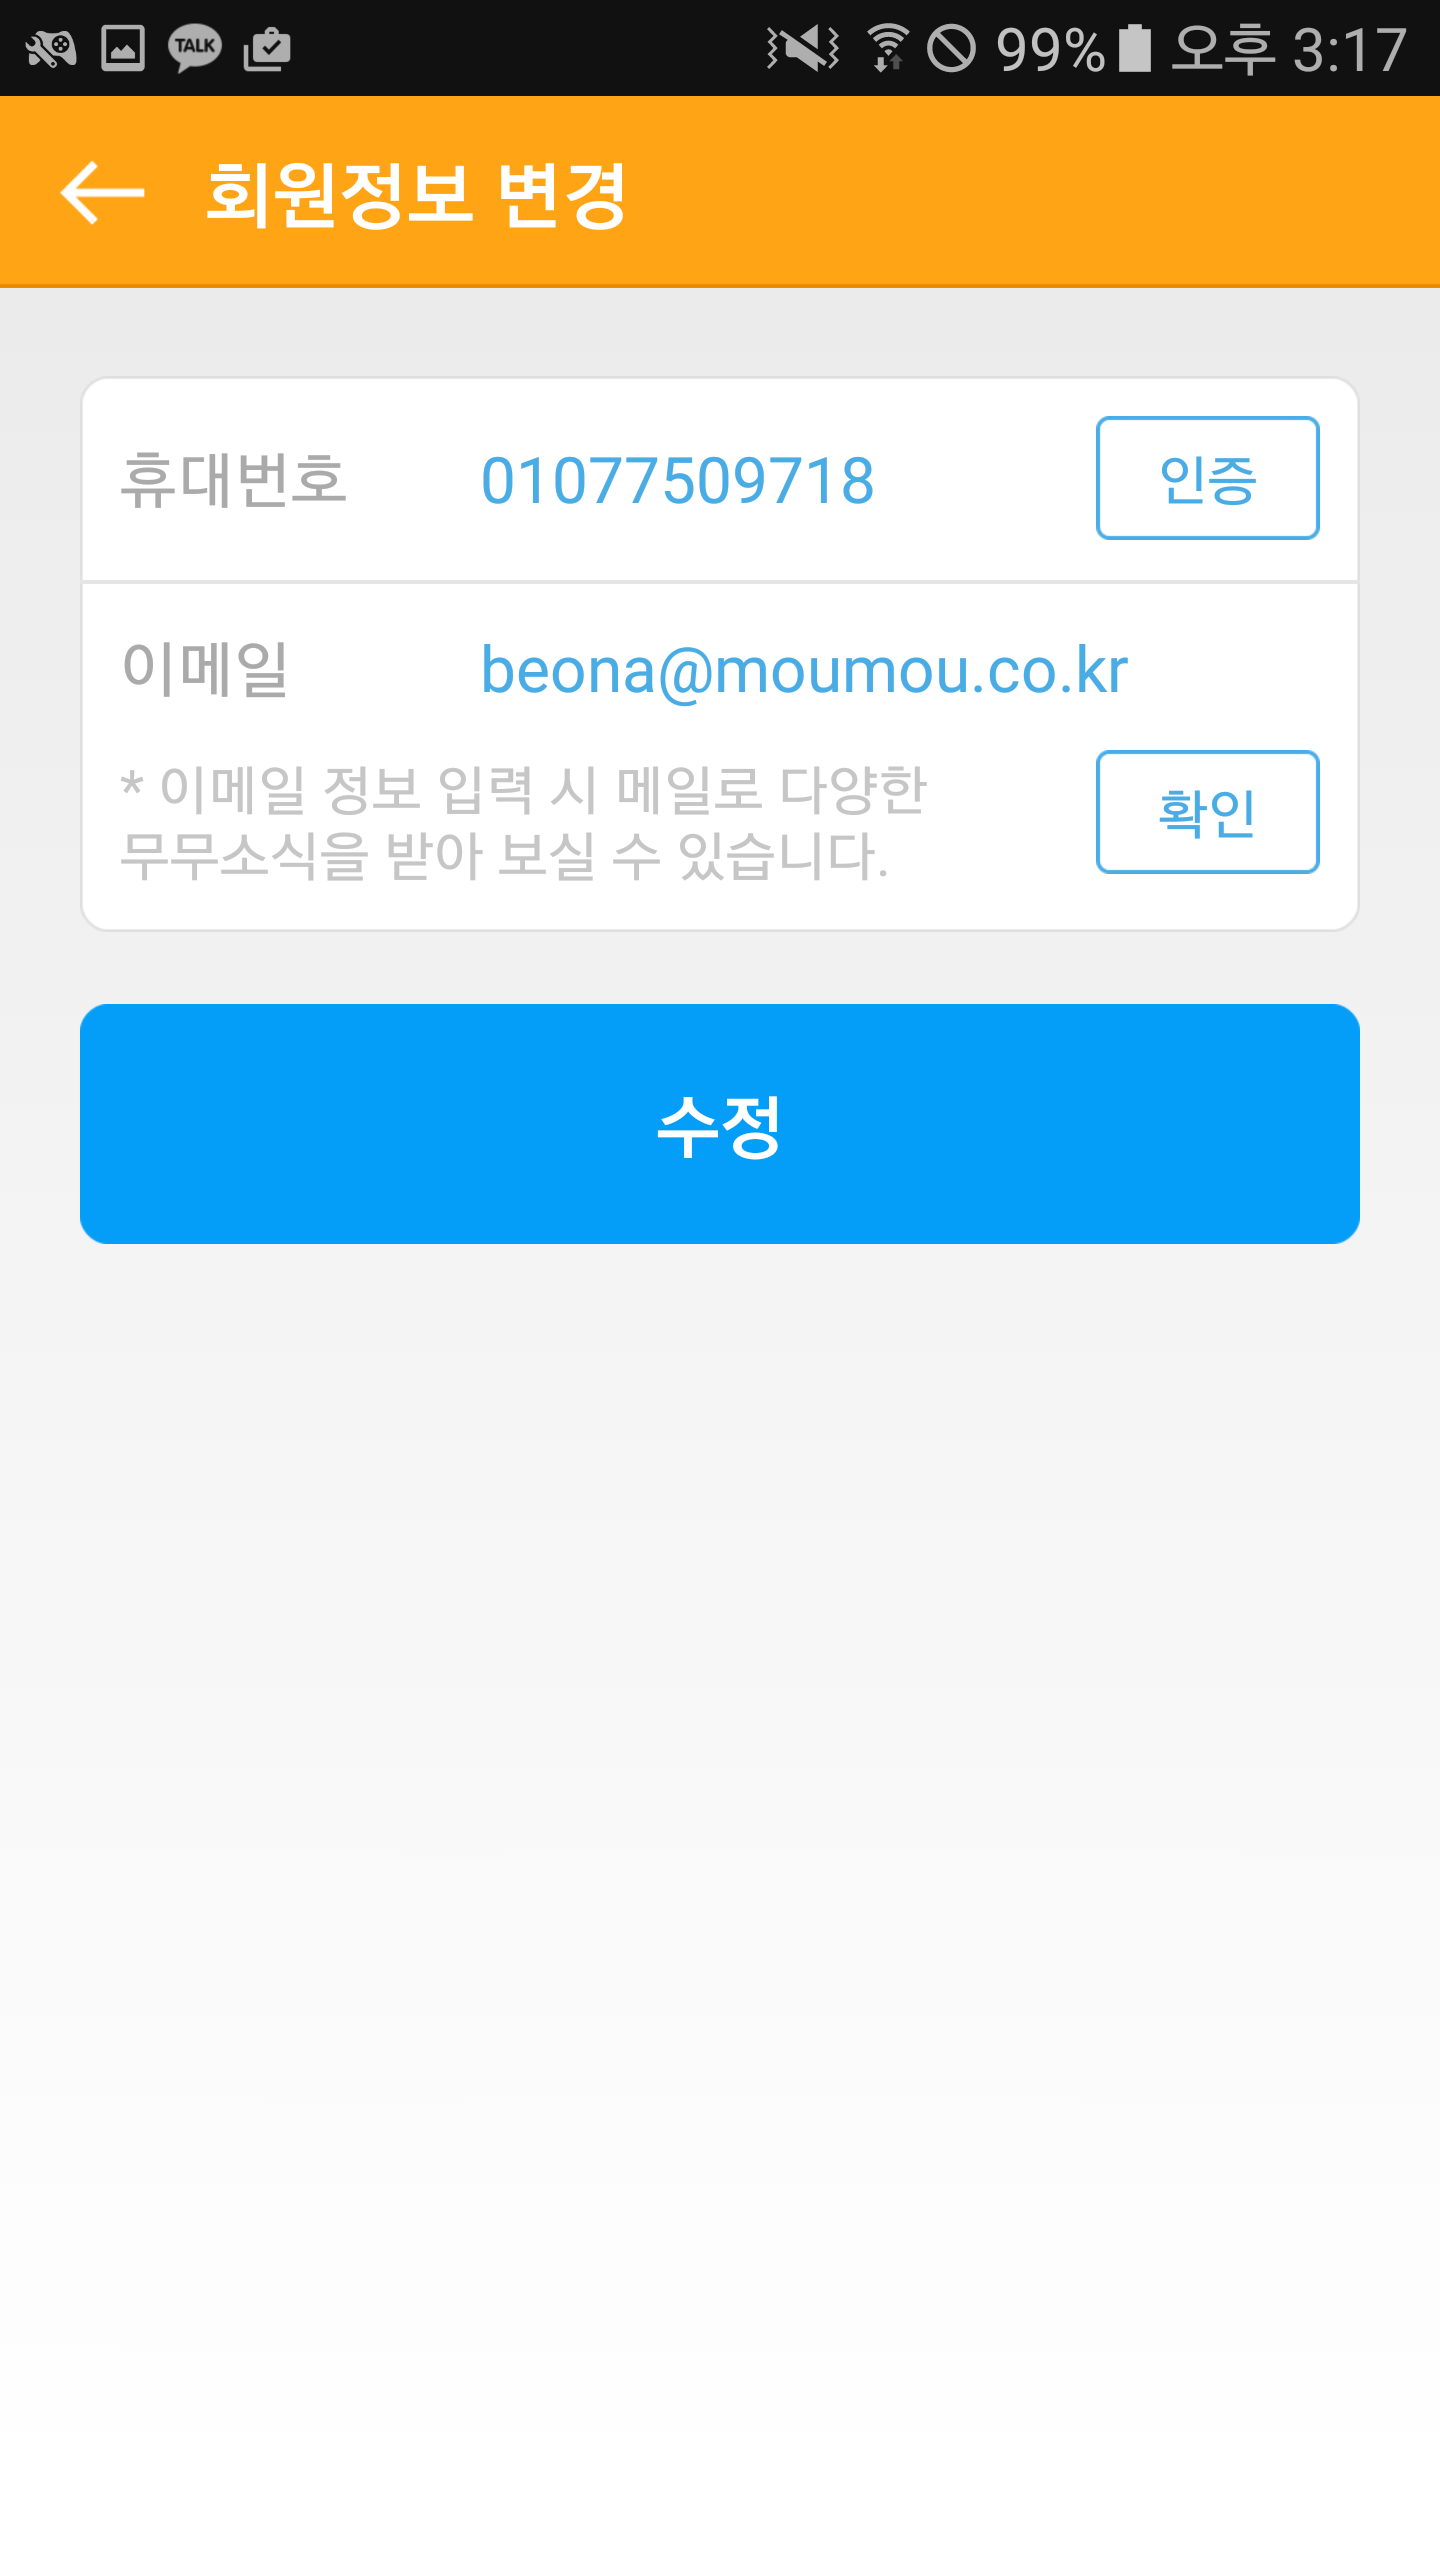 TALK 99% 오후 3:17
회원정보 변경
휴대번호 01077509718 인증
이메일 beona@moumou.co.kr
* 이메일 정보 입력 시 메일로 다양한
무무소식을 받아 보실 수 있습니다.
확인
수정